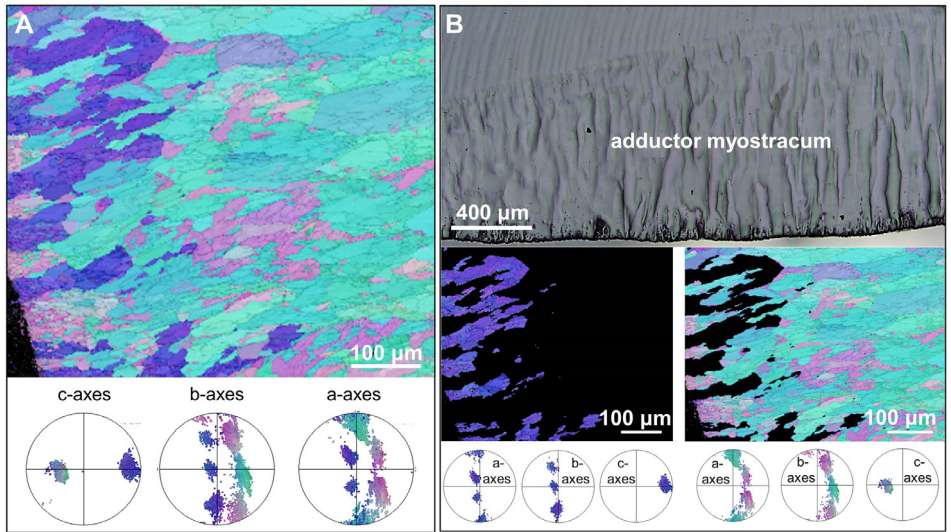 A
100 µm
c-axes
b-axes
a-axes
B
adductor myostracum
400 µm
100 µm
100 µm
a-
axes
b-
axes
c-
axes
a-
axes
b-
axes
c-
axes